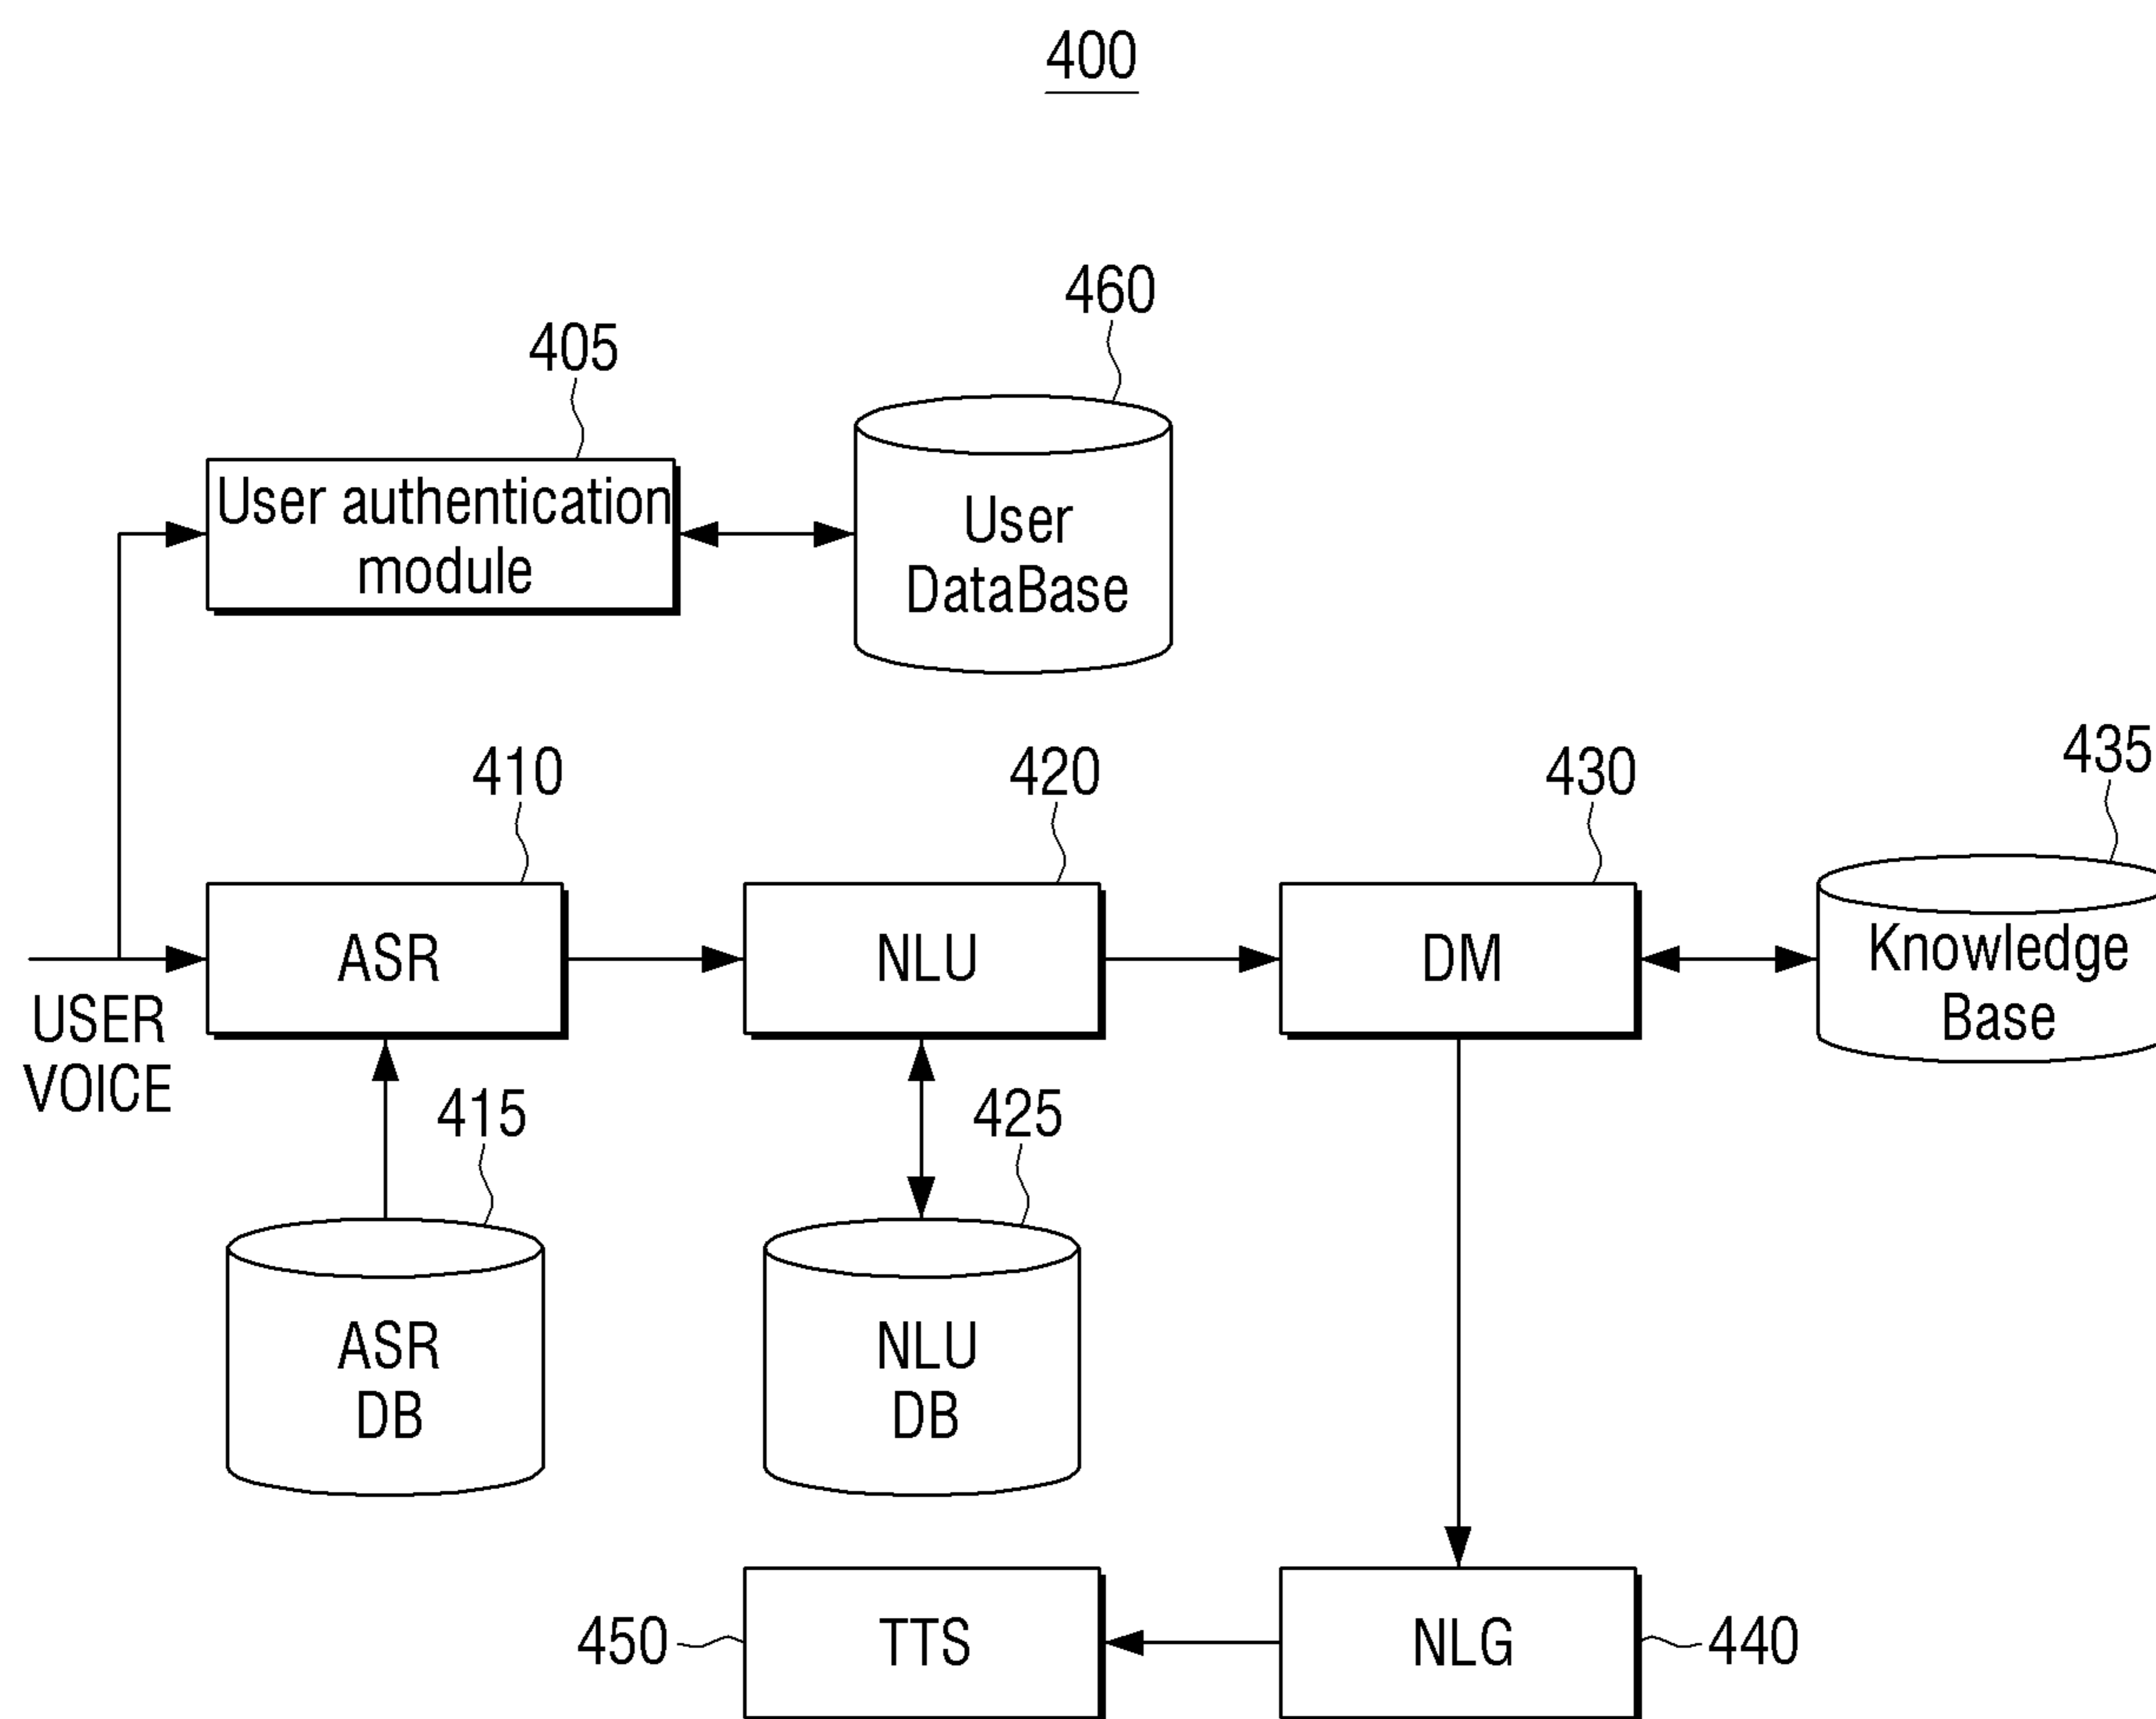 400
460
405
User authentication
module
User
DataBase
410
420
430
435
ASR
NLU
DM
Knowledge
Base
USER
VOICE
415
425
ASR
DB
NLU
DB
450
TTS
NLG
440